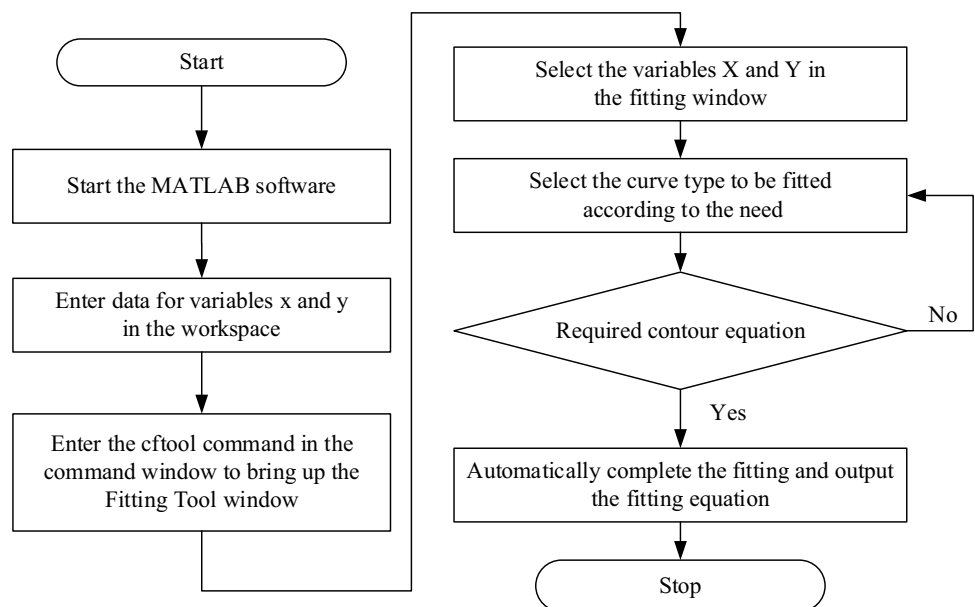 Start
Start the MATLAB software
Enter data for variables x and y
in the workspace
Enter the cftool command in the
command window to bring up the
Fitting Tool window
Select the variables X and Y in
the fitting window
Select the curve type to be fitted
according to the need
Required contour equation
No
Yes
Automatically complete the fitting and output
the fitting equation
Stop